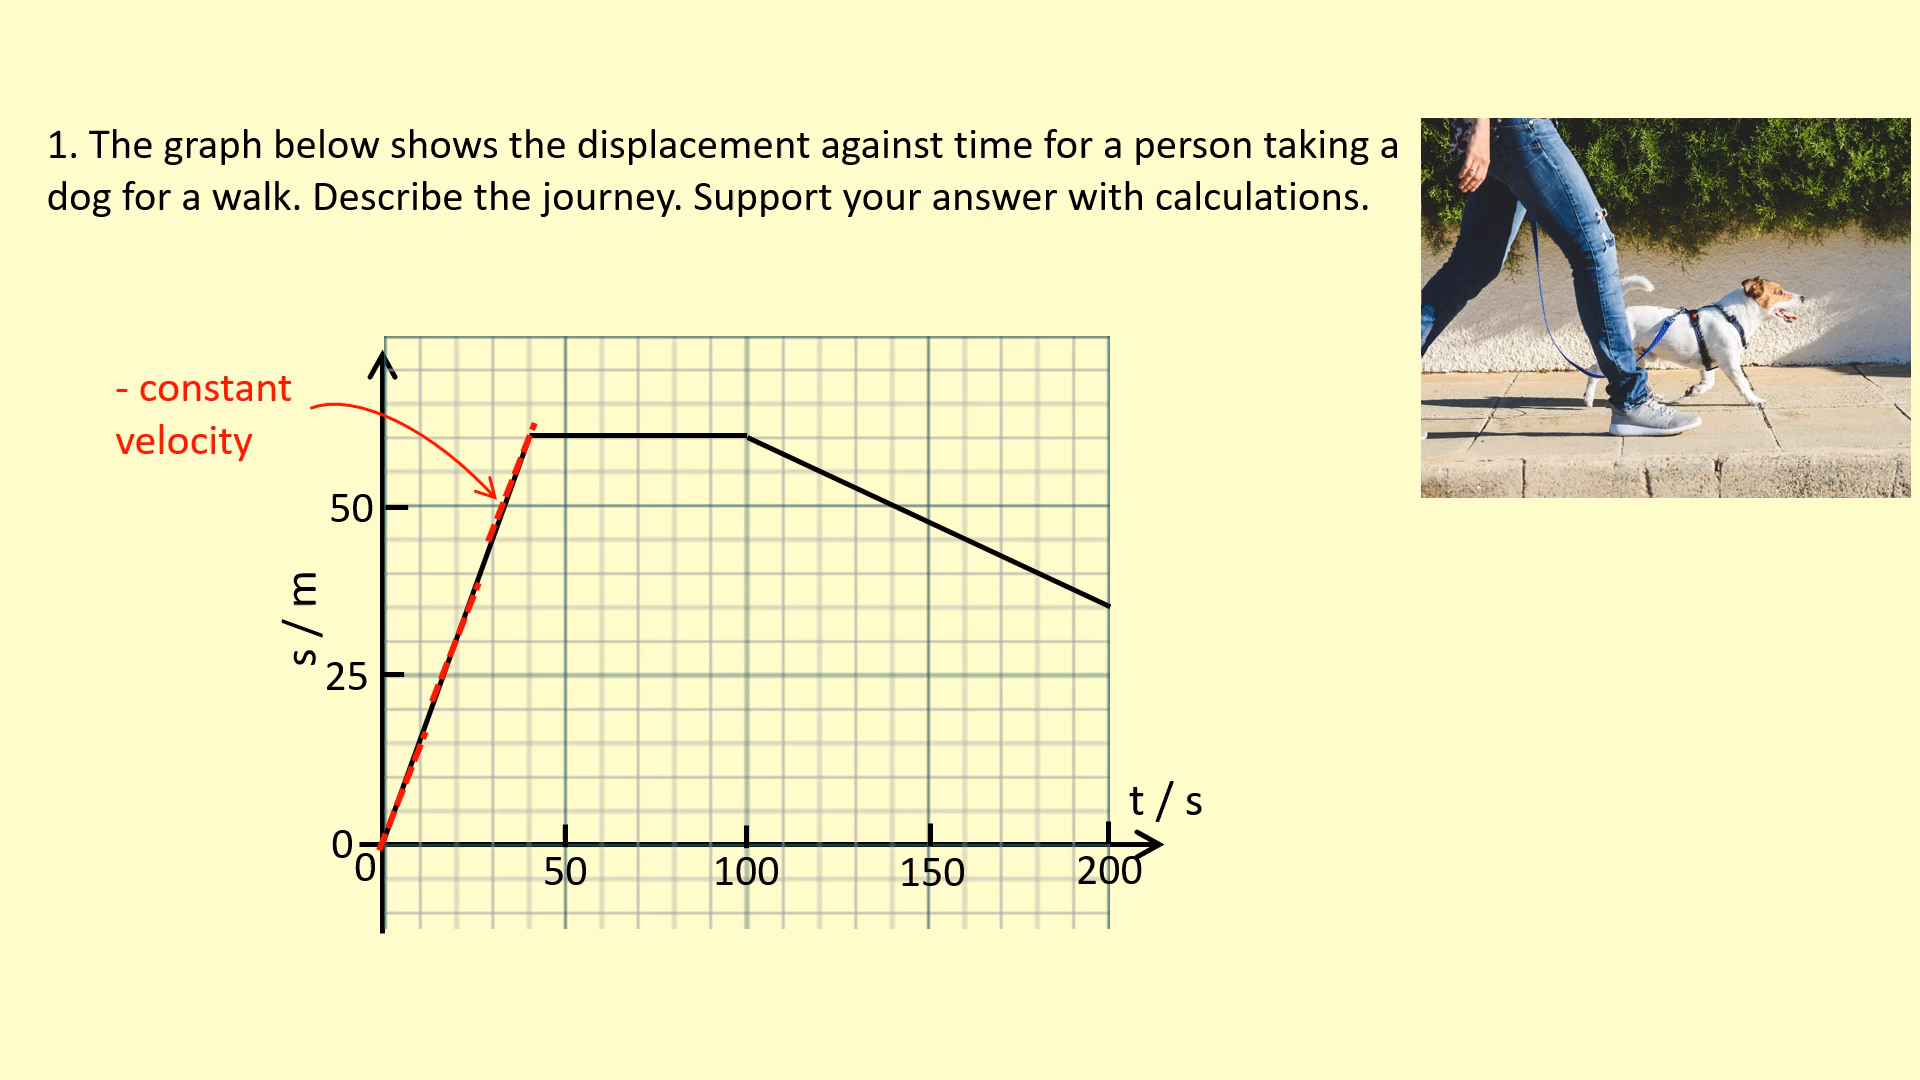 1. The graph below shows the displacement against time for a person taking a
dog for a walk. Describe the journey. Support your answer with calculations.
- constant
velocity
50
s / m
25
t / s
0
0
50
100
150
200